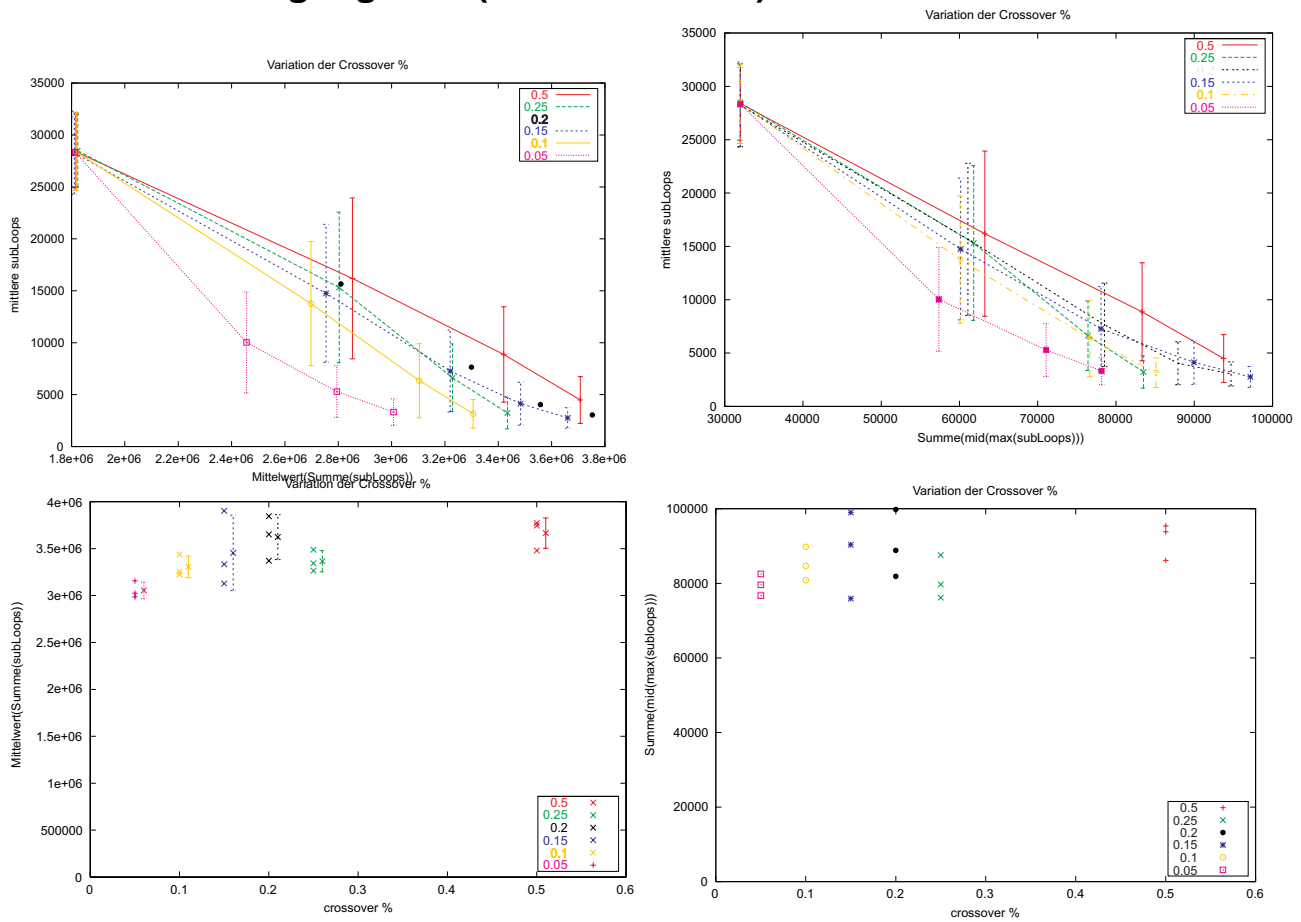 Variation der Crossover %
35000
30000
25000
20000
15000
10000
5000
0
mittlere subLoops
0.5
0.25
0.2
0.15
0.1
0.05
1.8e+06 2e+06 2.2e+06 2.4e+06 2.6e+06 2.8e+06 3e+06 3.2e+06 3.4e+06 3.6e+06 3.8e+06
Mittelwert(Summe(subLoops))
Variation der Crossover %
35000
30000
25000
20000
15000
10000
5000
0
mittlere subLoops
0.5
0.25
0.15
0.1
0.05
30000 40000 50000 60000 70000 80000 90000 100000
Summe(mid(max(subLoops)))
Variation der Crossover %
4e+06
3.5e+06
3e+06
2.5e+06
2e+06
1.5e+06
1e+06
500000
0
Mittelwert(Summe(subLoops))
0.5
0.25
0.2
0.15
0.1
0.05
0 0.1 0.2 0.3 0.4 0.5 0.6
crossover %
Variation der Crossover %
100000
80000
60000
40000
20000
0
Summe(mid(max(subloops)))
0.5
0.25
0.2
0.15
0.1
0.05
0 0.1 0.2 0.3 0.4 0.5 0.6
crossover %